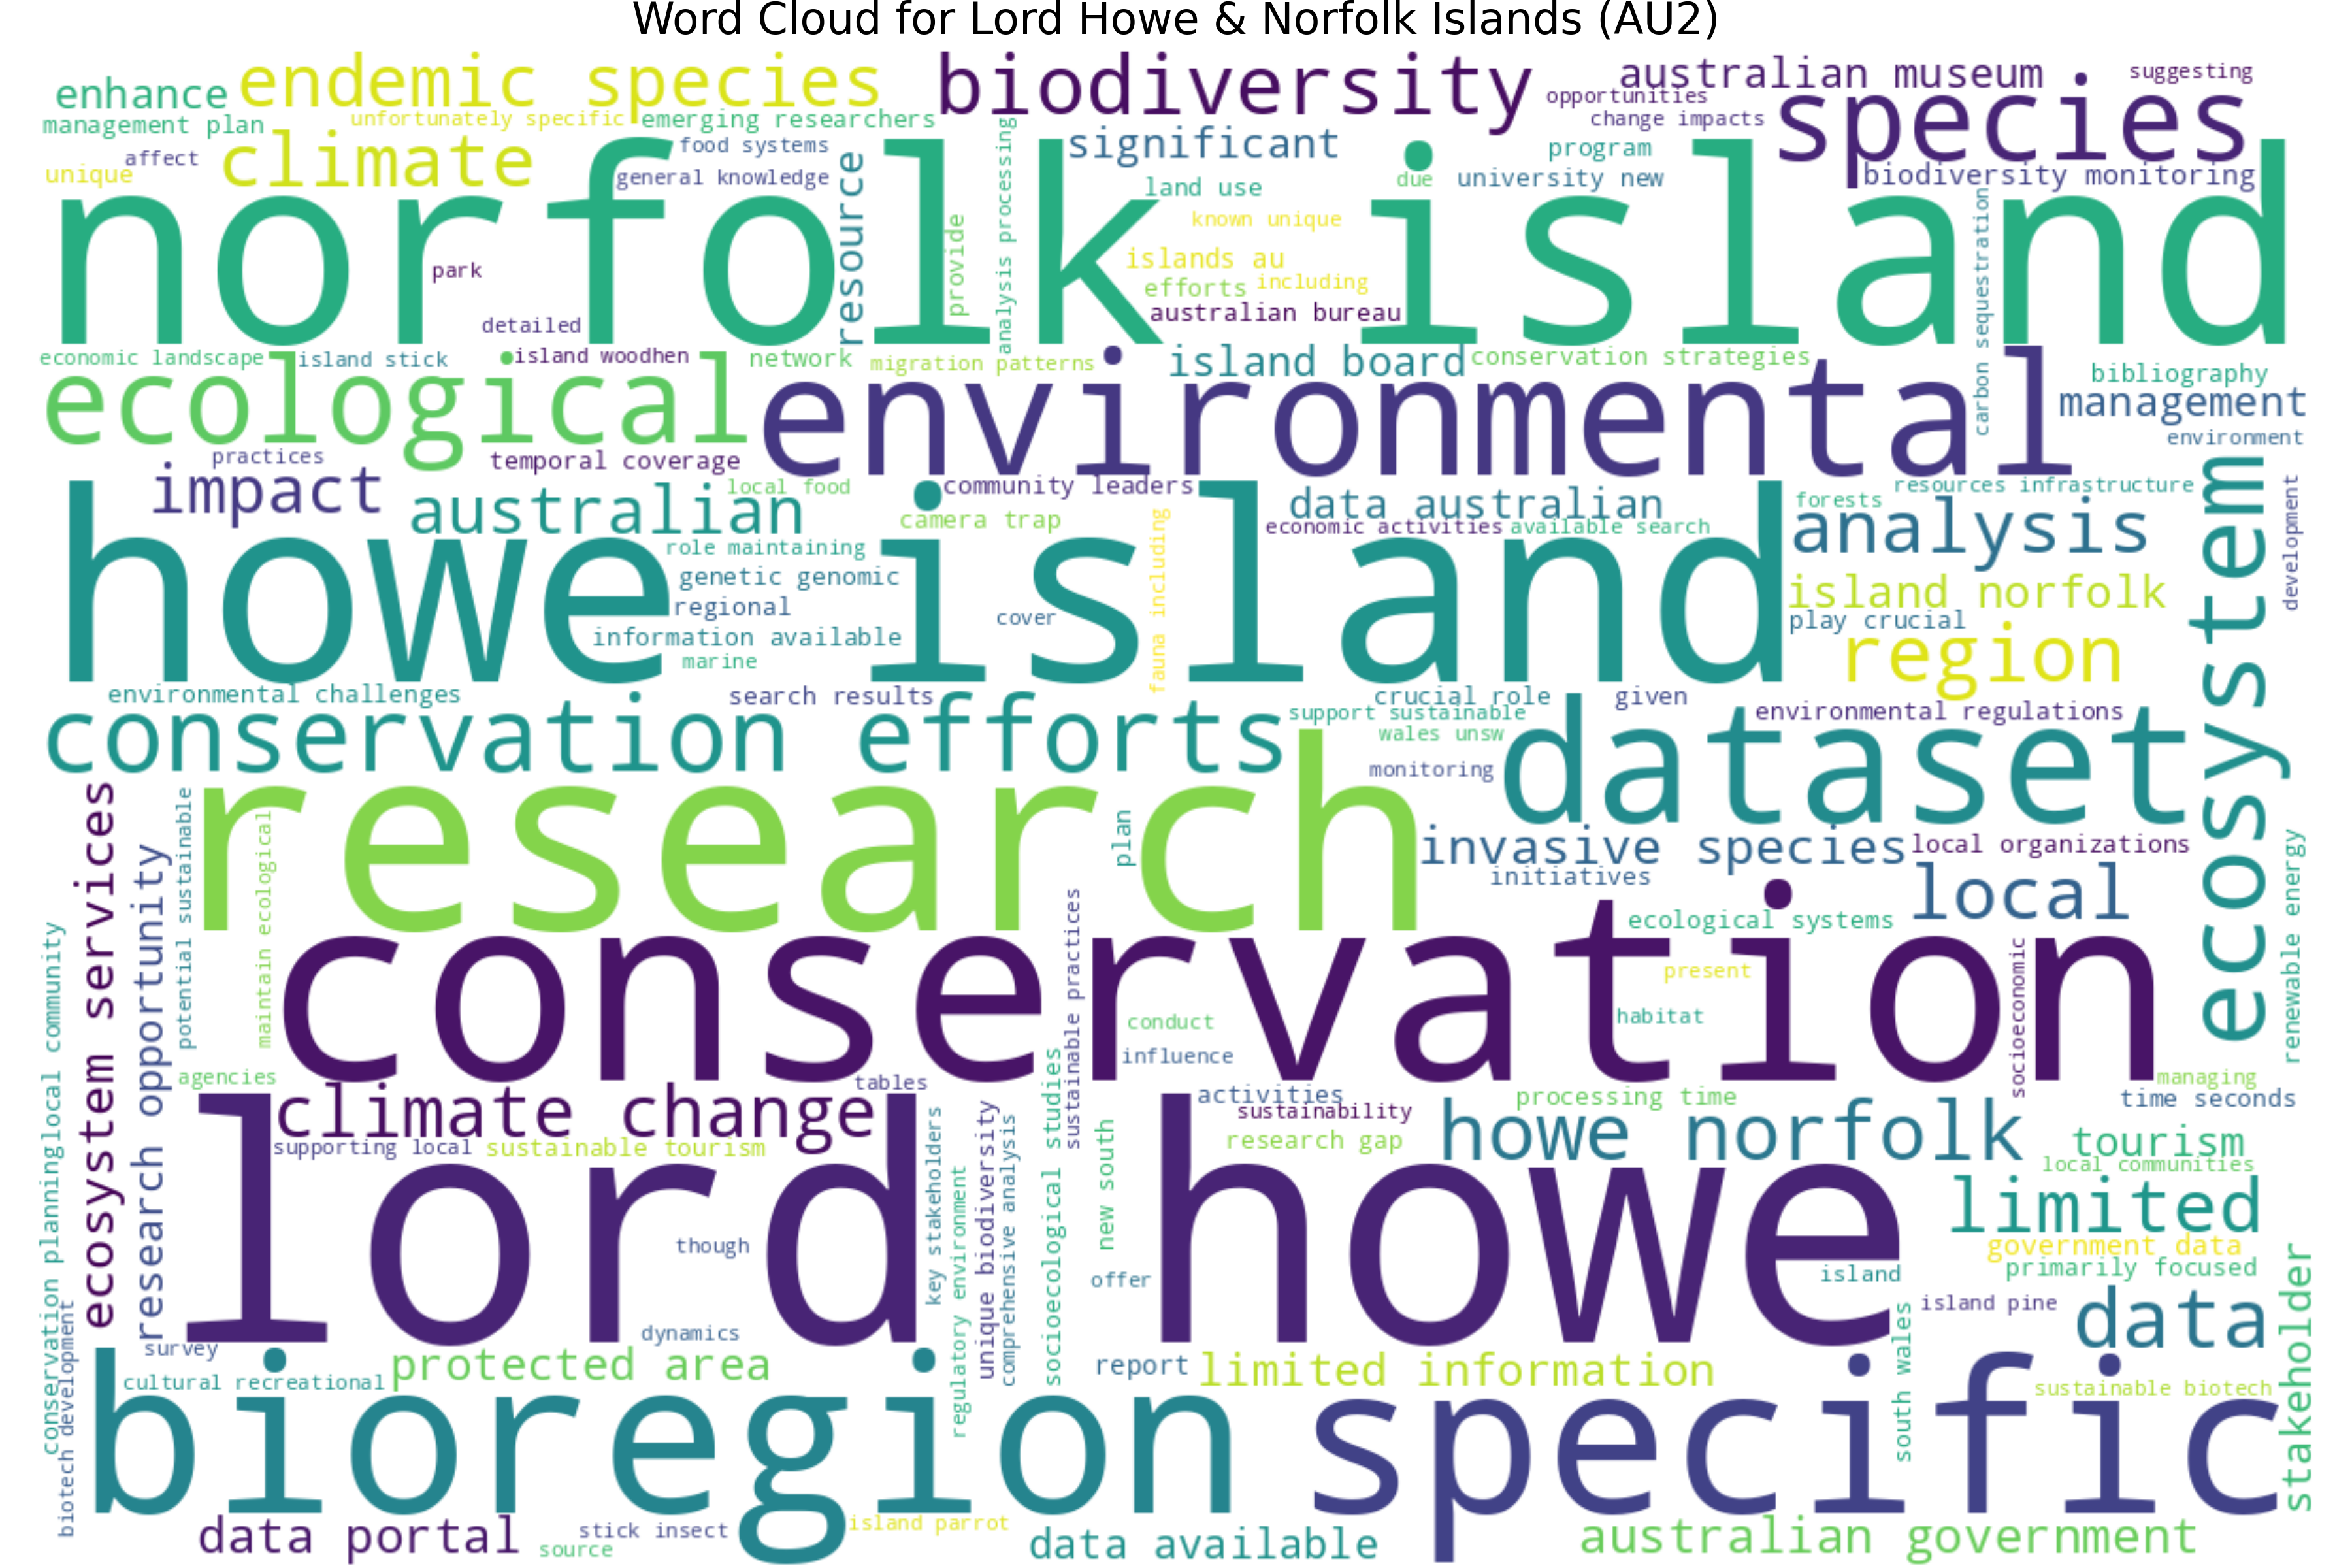 Word Cloud for Lord Howe & Norfolk Islands (AU2)
enhance
endemic species
biodiversity
australian museum
suggesting
management plan
unfortunately specific
emerging researchers
opportunities
change impacts
species
unique
affect
climate
food systems
general knowledge
significant
program
university new
biodiversity monitoring
resource
provide
analysis processing
land use
due
known unique
norfolk island
park
islands au
efforts
including
australian bureau
detailed
carbon sequestration
economic landscape
island stick
island woodhen
network
migration patterns
island board
conservation strategies
bibliography
ecological
environmental
management
environment
practices
temporal coverage
impact
australian
local food
community leaders
camera trap
data australian
economic activities
available search
forests
resources infrastructure
analysis
ecosystem
development
howe island
role maintaining
genetic genomic
regional
information available
marine
cover
fauna including
island norfolk
play crucial
region
environmental challenges
search results
crucial role
given
conservation efforts
support sustainable
wales unsw
environmental regulations
monitoring
dataset
ecosystem services
research opportunity
potential sustainable
maintain ecological
research
plan
invasive species
local organizations
initiatives
local
renewable energy
ecological systems
conservation
sustainable practices
present
habitat
socioeconomic
conduct
influence
local community
conservation planning
agencies
tables
activities
processing time
managing
time seconds
climate change
sustainability
research gap
howe norfolk
tourism
local communities
supporting local
sustainable tourism
key stakeholders
regulatory environment
unique biodiversity
comprehensive analysis
socioecological studies
new south
lord howe
though
offer
island
limited
government data
primarily focused
stakeholder
dynamics
south wales
island pine
data
survey
biotech development
cultural recreational
protected area
report
limited information
sustainable biotech
bioregion
specific
data portal
stick insect
source
island parrot
data available
australian government